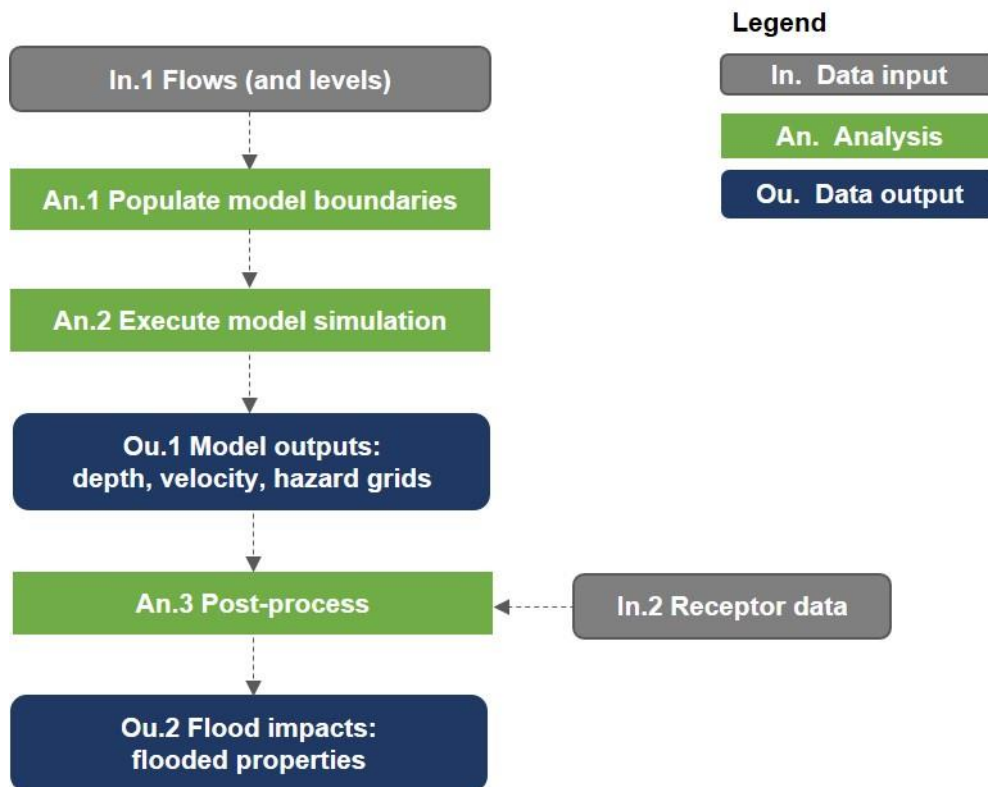 Legend
In.1 Flows (and levels)
In. Data input
An. Analysis
An.1 Populate model boundaries
Ou. Data output
An.2 Execute model simulation
Ou.1 Model outputs:
depth, velocity, hazard grids
An.3 Post-process
In.2 Receptor data
Ou.2 Flood impacts:
flooded properties